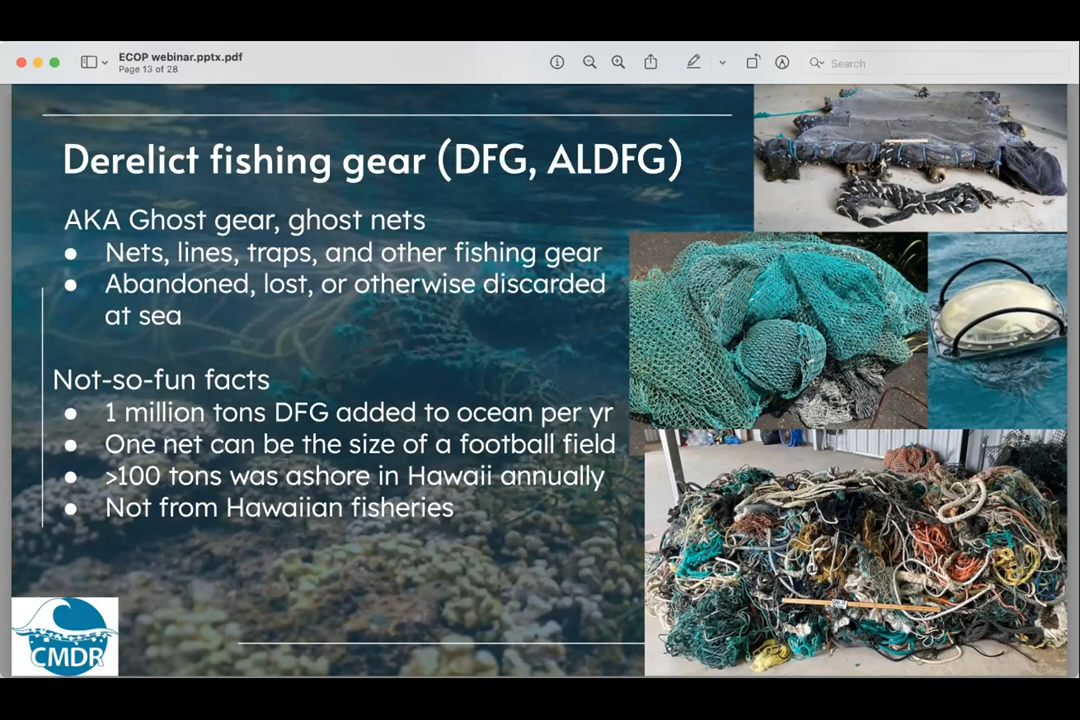 ECOP webinar.pptx.pdf
Page 13 of 28
Search
Derelict fishing gear (DFG, ALDFG)
AKA Ghost gear, ghost nets
● Nets, lines, traps, and other fishing gear
● Abandoned, lost, or otherwise discarded
at sea
Not-so-fun facts
● 1 million tons DFG added to ocean per yr
● One net can be the size of a football field
● >100 tons was ashore in Hawaii annually
● Not from Hawaiian fisheries
CMDR